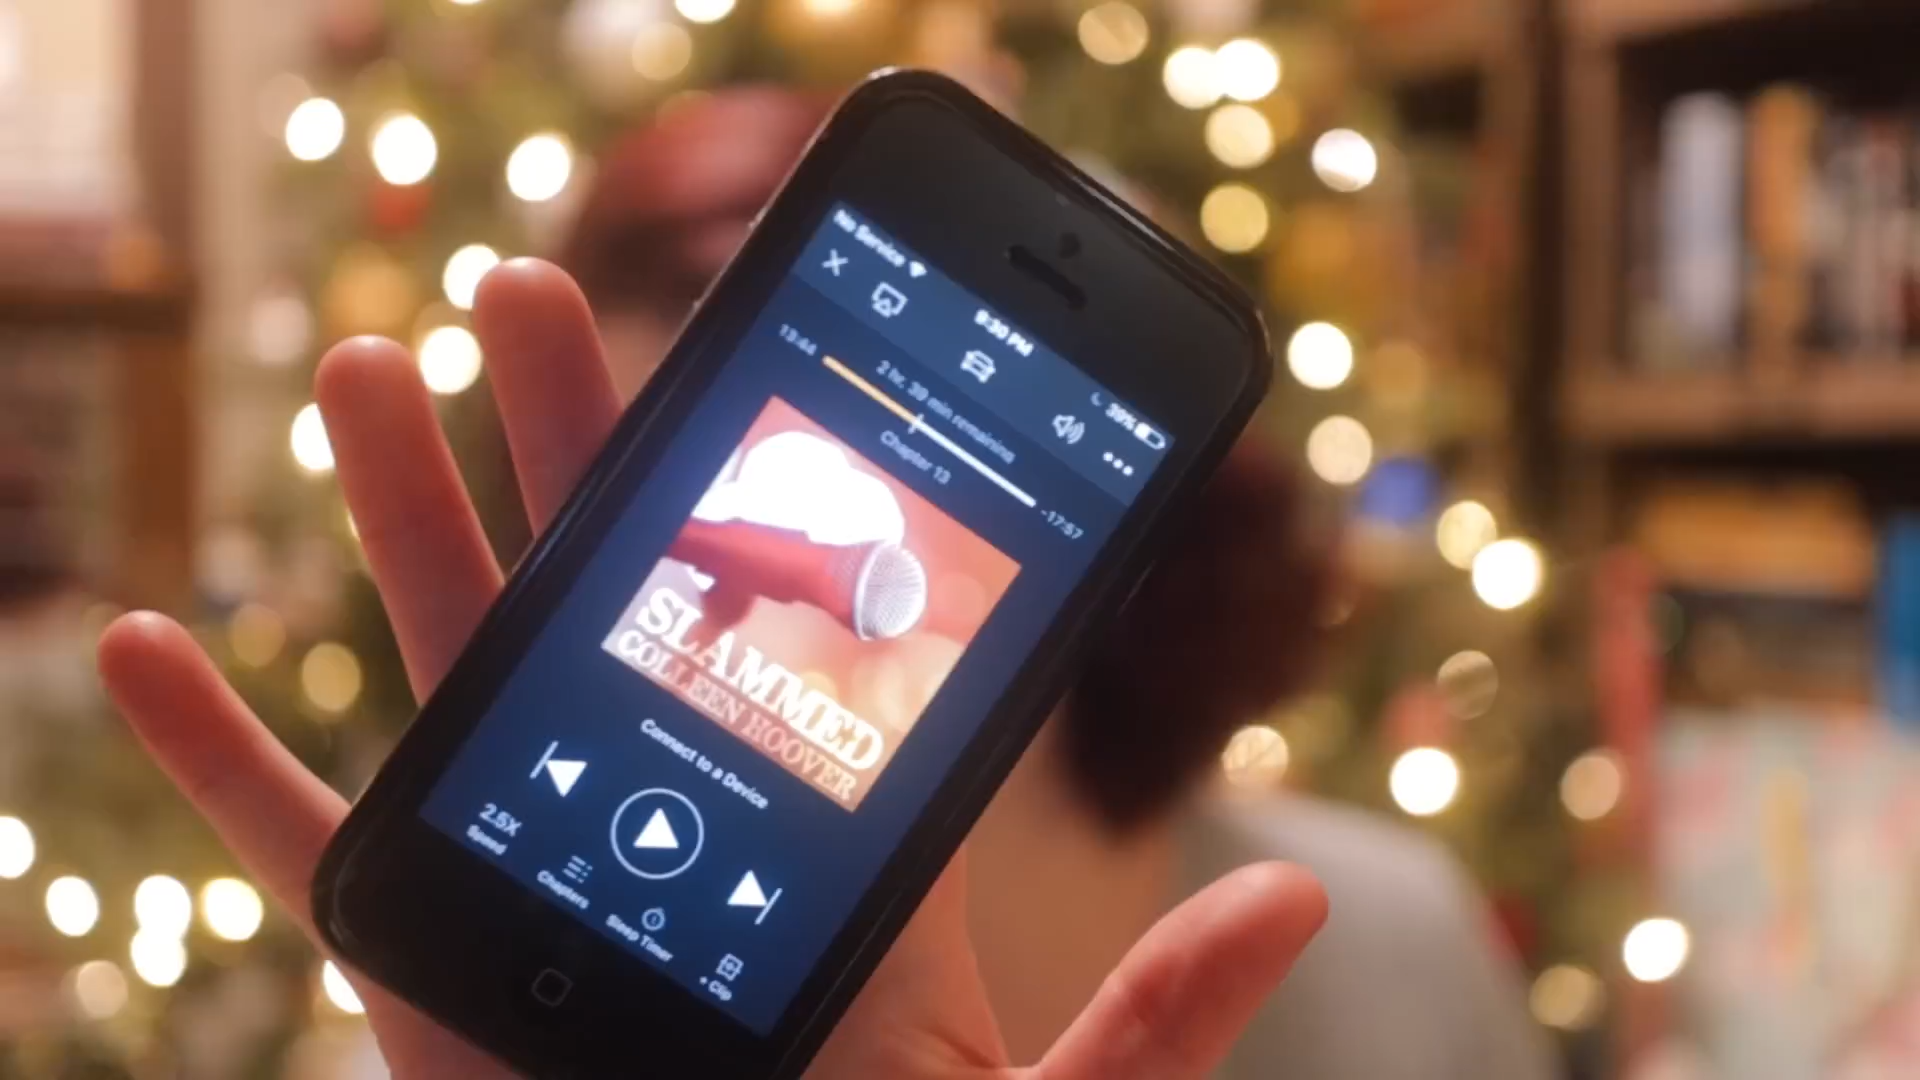 No Service
9:30 PM
39%
13:44
2 hr, 39 min remaining
-17:57
Chapter 13
SLAMMED
COLLEEN HOOVER
Connect to a Device
2.5X
Speed
Chapters
Sleep Timer
+ Clip